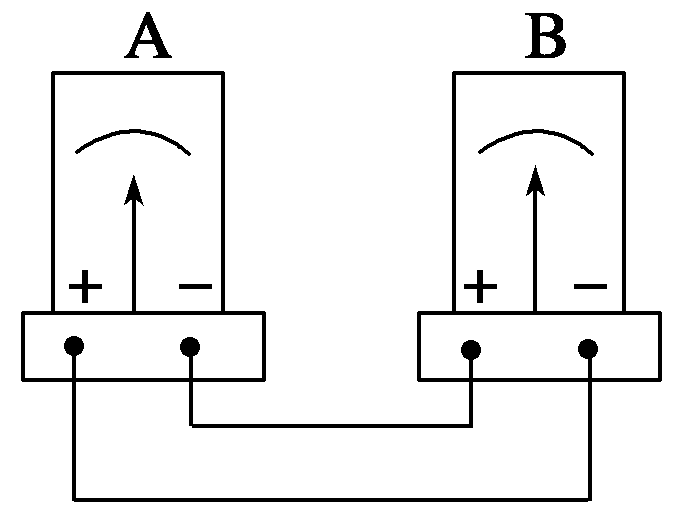 A B
+ − + −